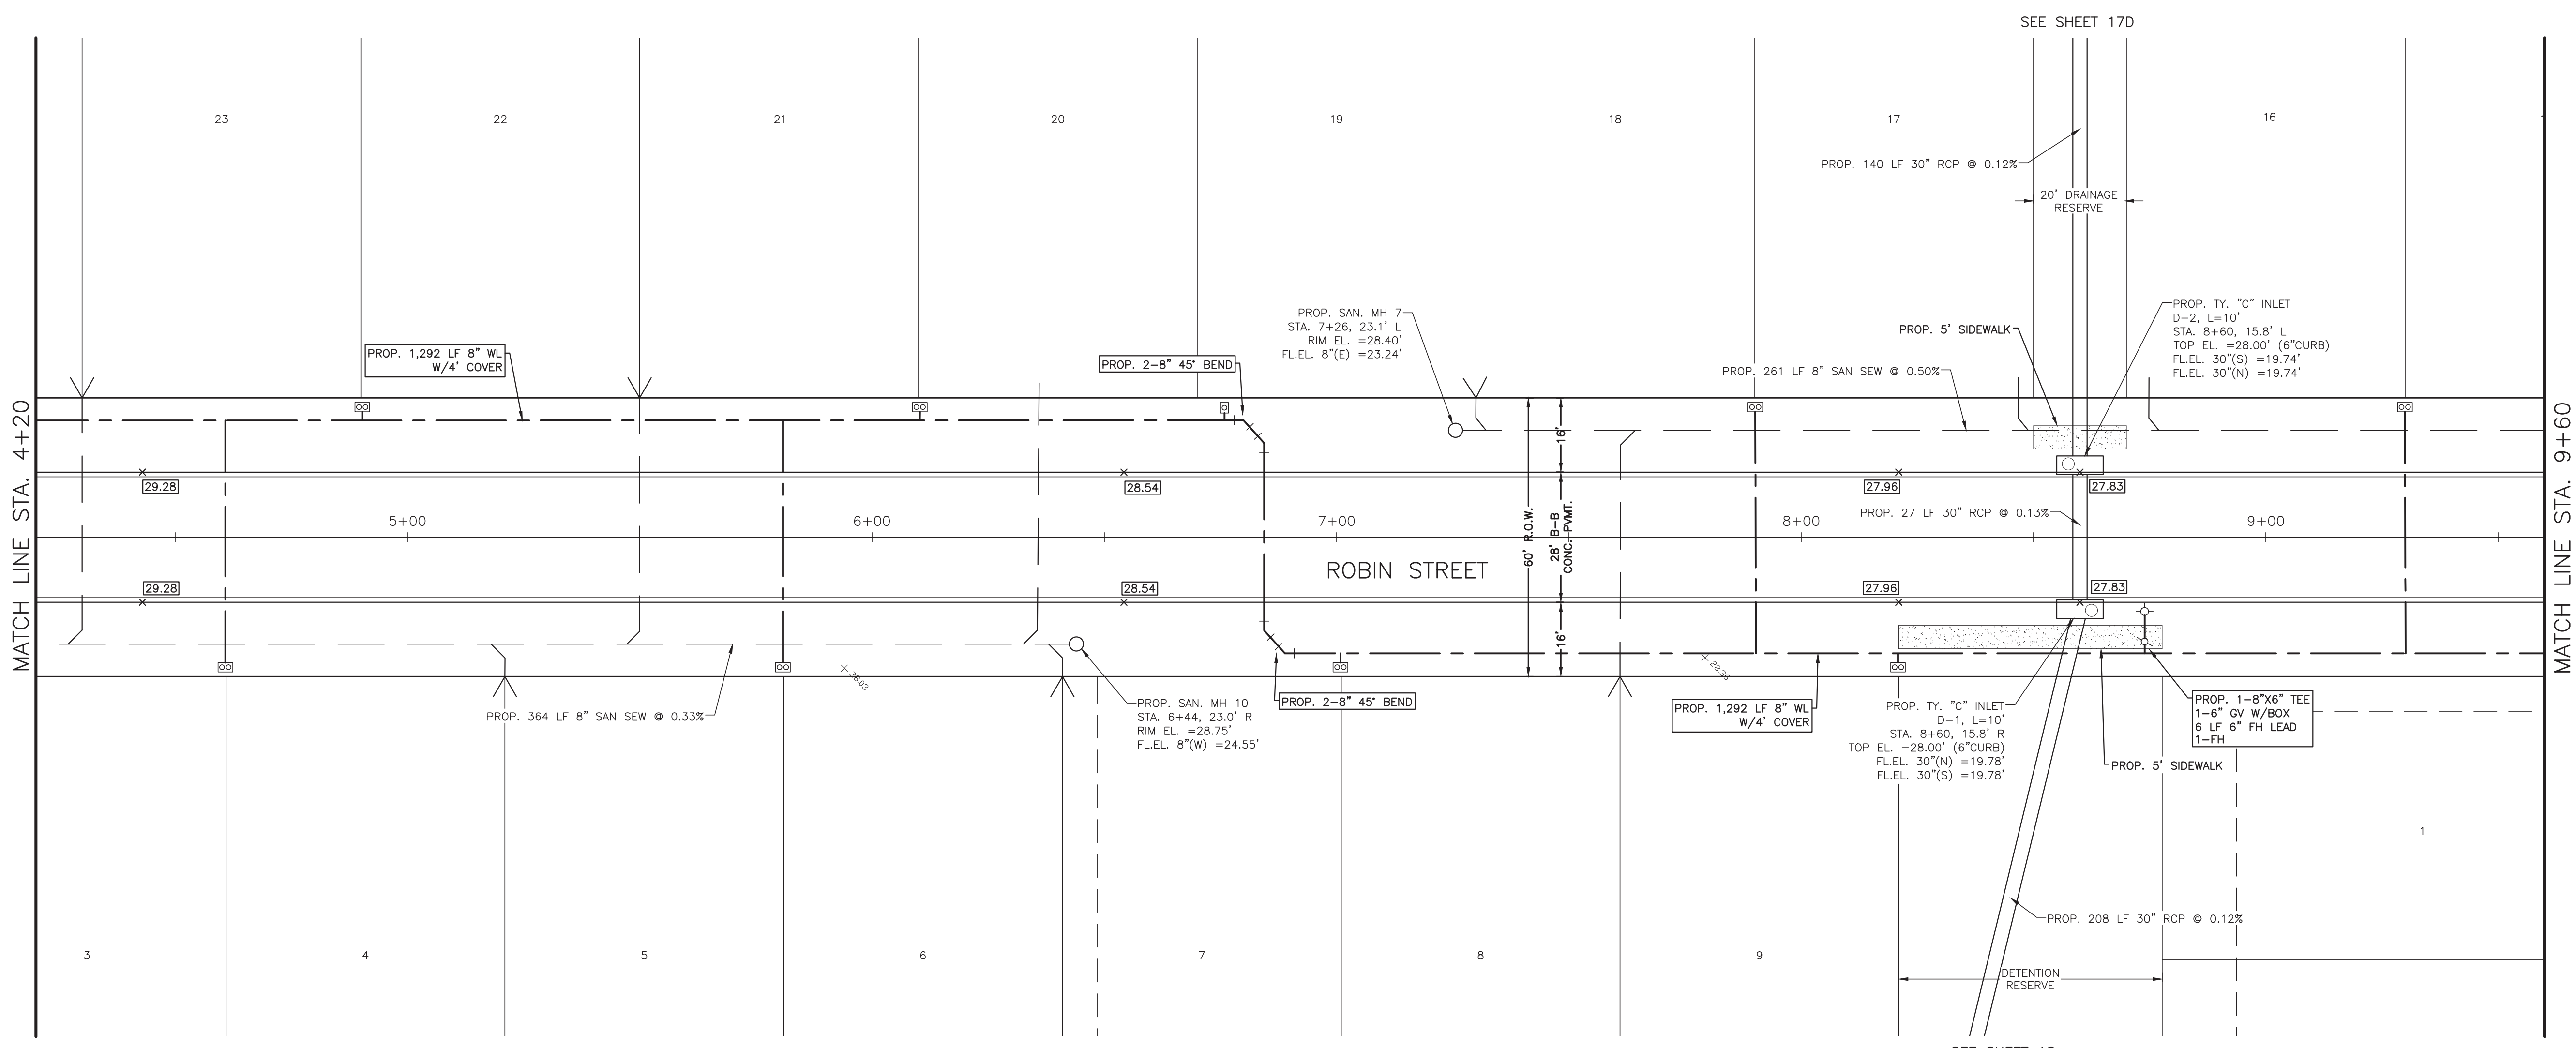 SEE SHEET 17D
23
22
21
20
19
18
17
16
PROP. 140 LF 30" RCP @ 0.12%
20' DRAINAGE
RESERVE
PROP. 1,292 LF 8" WL
W/4' COVER
PROP. 2-8" 45° BEND
PROP. SAN. MH 7
STA. 7+26, 23.1' L
RIM EL. =28.40'
FL.EL. 8"(E) =23.24'
PROP. 5' SIDEWALK
PROP. 261 LF 8" SAN SEW @ 0.50%
PROP. TY. "C" INLET
D-2, L=10'
STA. 8+60, 15.8' L
TOP EL. =28.00' (6"CURB)
FL.EL. 30"(S) =19.74'
FL.EL. 30"(N) =19.74'
MATCH LINE STA. 4+20
MATCH LINE STA. 9+60
16'
29.28
28.54
27.96
27.83
5+00
6+00
7+00
8+00
9+00
PROP. 27 LF 30" RCP @ 0.13%
60' R.O.W.
28' B-B
CONC. PVMT.
ROBIN STREET
29.28
28.54
27.96
27.83
16'
28.03
28.36
PROP. 364 LF 8" SAN SEW @ 0.33%
PROP. SAN. MH 10
STA. 6+44, 23.0' R
RIM EL. =28.75'
FL.EL. 8"(W) =24.55'
PROP. 2-8" 45° BEND
PROP. 1,292 LF 8" WL
W/4' COVER
PROP. TY. "C" INLET
D-1, L=10'
STA. 8+60, 15.8' R
TOP EL. =28.00' (6"CURB)
FL.EL. 30"(N) =19.78'
FL.EL. 30"(S) =19.78'
PROP. 1-8"X6" TEE
1-6" GV W/BOX
6 LF 6" FH LEAD
1-FH
PROP. 5' SIDEWALK
1
PROP. 208 LF 30" RCP @ 0.12%
3
4
5
6
7
8
9
DETENTION
RESERVE